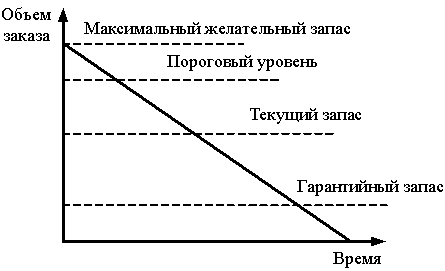 Объем
заказа
Максимальный желательный запас
Пороговый уровень
Текущий запас
Гарантийный запас
Время